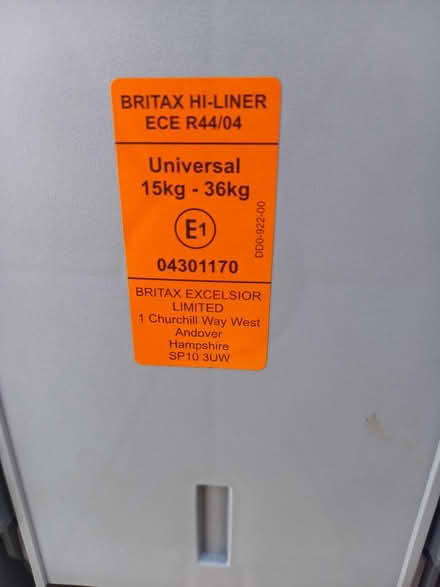 BRITAX HI-LINER
ECE R44/04
Universal
15kg - 36kg
E1
04301170
DD0-922-00
BRITAX EXCELSIOR
LIMITED
1 Churchill Way West
Andover
Hampshire
SP10 3UW